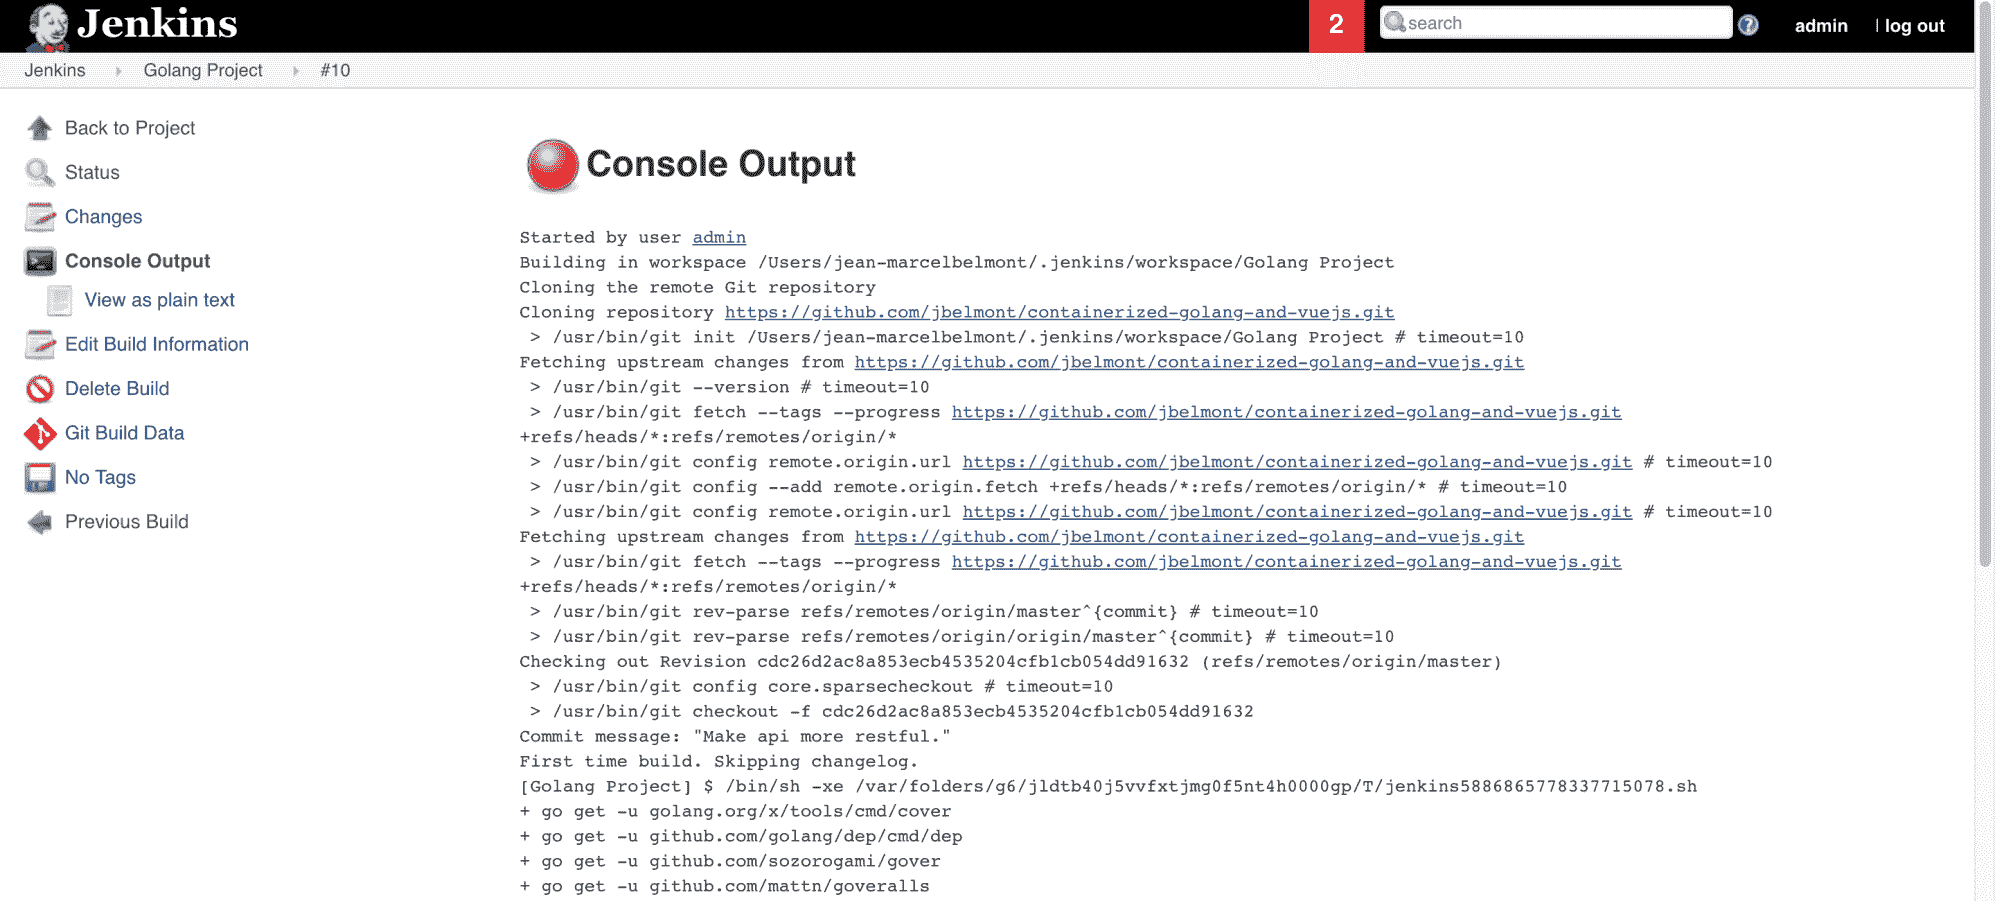 Jenkins
2
search
?
admin
| log out
Jenkins
Golang Project
#10
Back to Project
Status
Changes
Console Output
View as plain text
Edit Build Information
Delete Build
Git Build Data
No Tags
Previous Build
Console Output
Started by user admin
Building in workspace /Users/jean-marcelbelmont/.jenkins/workspace/Golang Project
Cloning the remote Git repository
Cloning repository https://github.com/jbelmont/containerized-golang-and-vuejs.git
> /usr/bin/git init /Users/jean-marcelbelmont/.jenkins/workspace/Golang Project # timeout=10
Fetching upstream changes from https://github.com/jbelmont/containerized-golang-and-vuejs.git
> /usr/bin/git --version # timeout=10
> /usr/bin/git fetch --tags --progress https://github.com/jbelmont/containerized-golang-and-vuejs.git
+refs/heads/*:refs/remotes/origin/*
> /usr/bin/git config remote.origin.url https://github.com/jbelmont/containerized-golang-and-vuejs.git # timeout=10
> /usr/bin/git config --add remote.origin.fetch +refs/heads/*:refs/remotes/origin/* # timeout=10
> /usr/bin/git config remote.origin.url https://github.com/jbelmont/containerized-golang-and-vuejs.git # timeout=10
Fetching upstream changes from https://github.com/jbelmont/containerized-golang-and-vuejs.git
> /usr/bin/git fetch --tags --progress https://github.com/jbelmont/containerized-golang-and-vuejs.git
+refs/heads/*:refs/remotes/origin/*
> /usr/bin/git rev-parse refs/remotes/origin/master^{commit} # timeout=10
> /usr/bin/git rev-parse refs/remotes/origin/origin/master^{commit} # timeout=10
Checking out Revision cdc26d2ac8a853ecb4535204cfb1cb054dd91632 (refs/remotes/origin/master)
> /usr/bin/git config core.sparsecheckout # timeout=10
> /usr/bin/git checkout -f cdc26d2ac8a853ecb4535204cfb1cb054dd91632
Commit message: "Make api more restful."
First time build. Skipping changelog.
[Golang Project] $ /bin/sh -xe /var/folders/g6/jldtb40j5vvfxtjmg0f5nt4h0000gp/T/jenkins5886865778337715078.sh
+ go get -u golang.org/x/tools/cmd/cover
+ go get -u github.com/golang/dep/cmd/dep
+ go get -u github.com/sozorogami/gover
+ go get -u github.com/mattn/goveralls